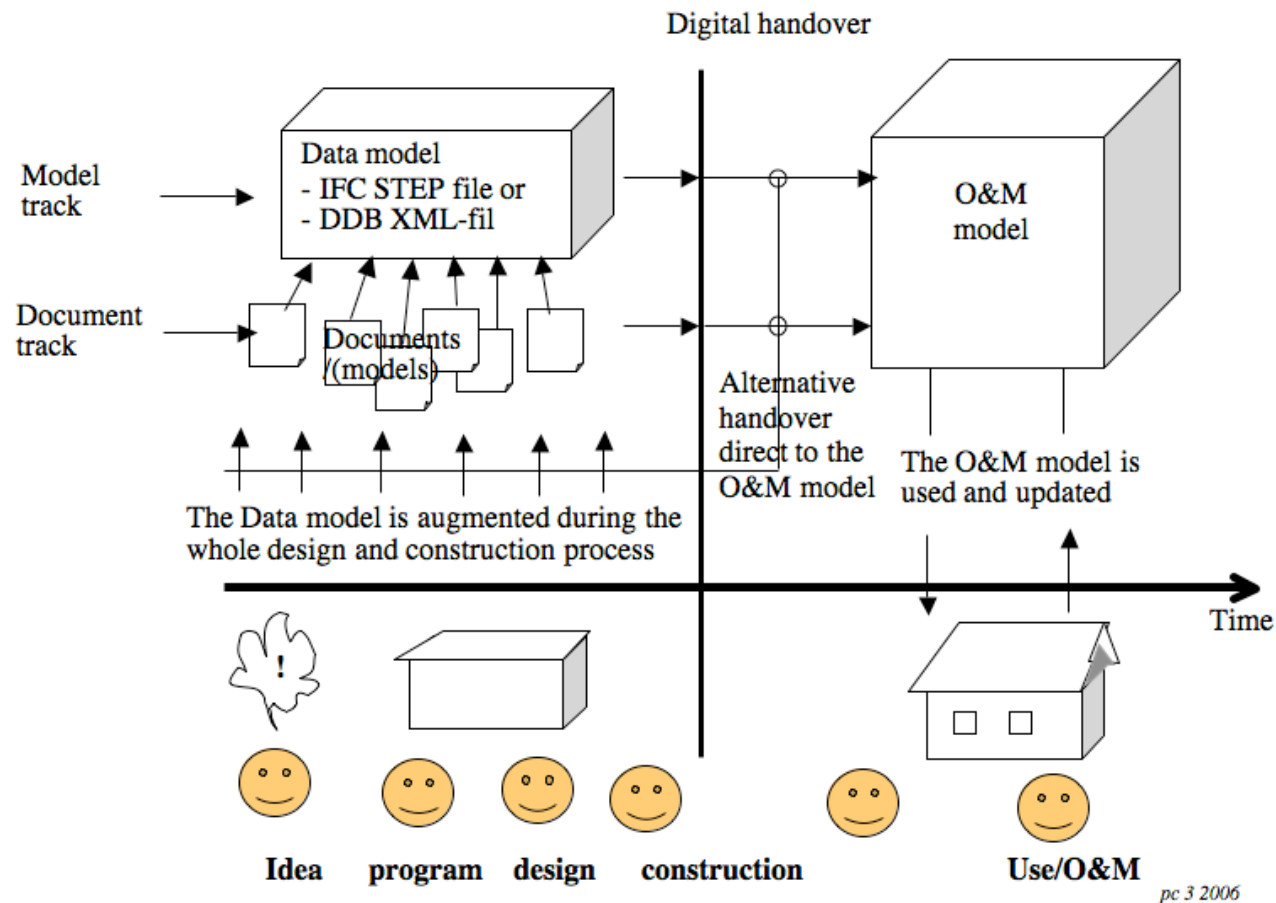 Digital handover
Data model
- IFC STEP file or
- DDB XML-fil
Model
track
O&M
model
Document
track
Documents
/(models)
Alternative
handover
direct to the
O&M model
The O&M model is
used and updated
The Data model is augmented during the
whole design and construction process
Time
!
Idea
program
design
construction
Use/O&M
pc 3 2006